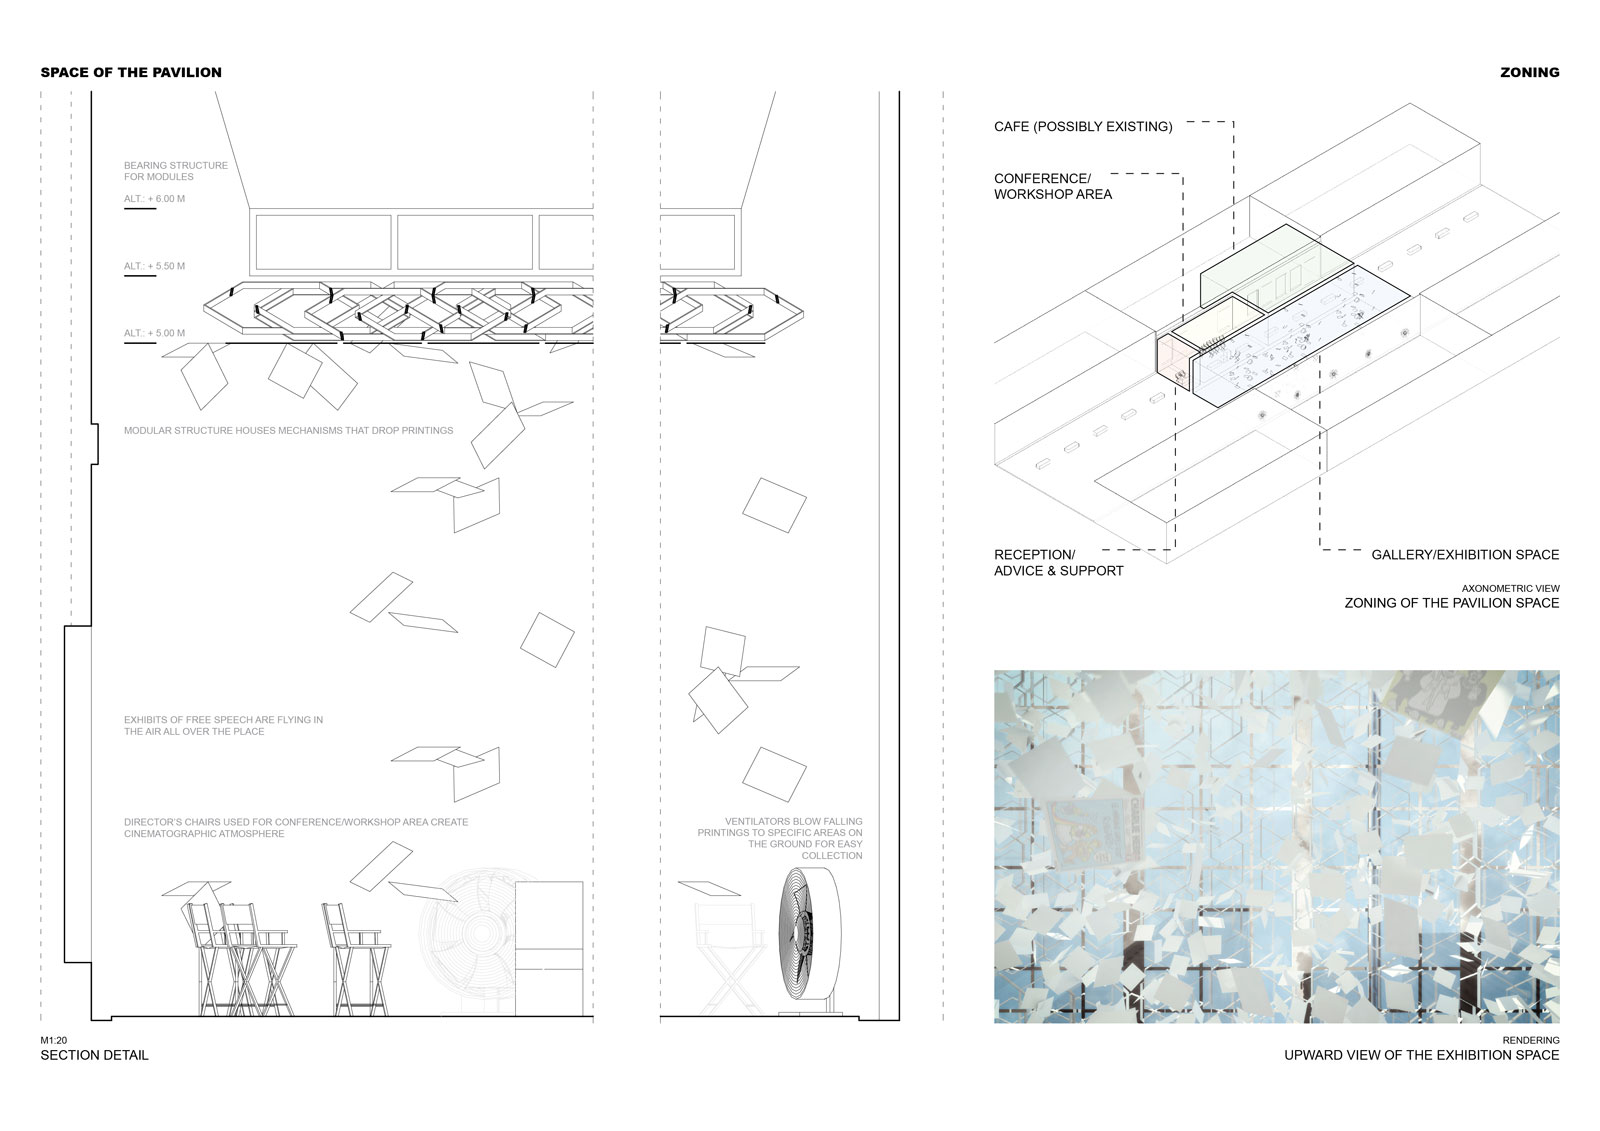 SPACE OF THE PAVILION
BEARING STRUCTURE
FOR MODULES
ALT.: + 6.00 M
ALT.: + 5.50 M
ALT.: + 5.00 M
MODULAR STRUCTURE HOUSES MECHANISMS THAT DROP PRINTINGS
EXHIBITS OF FREE SPEECH ARE FLYING IN
THE AIR ALL OVER THE PLACE
DIRECTOR'S CHAIRS USED FOR CONFERENCE/WORKSHOP AREA CREATE
CINEMATOGRAPHIC ATMOSPHERE
VENTILATORS BLOW FALLING
PRINTINGS TO SPECIFIC AREAS ON
THE GROUND FOR EASY
COLLECTION
M1:20
SECTION DETAIL
ZONING
CAFE (POSSIBLY EXISTING)
CONFERENCE/
WORKSHOP AREA
RECEPTION/
ADVICE & SUPPORT
GALLERY/EXHIBITION SPACE
AXONOMETRIC VIEW
ZONING OF THE PAVILION SPACE
RENDERING
UPWARD VIEW OF THE EXHIBITION SPACE